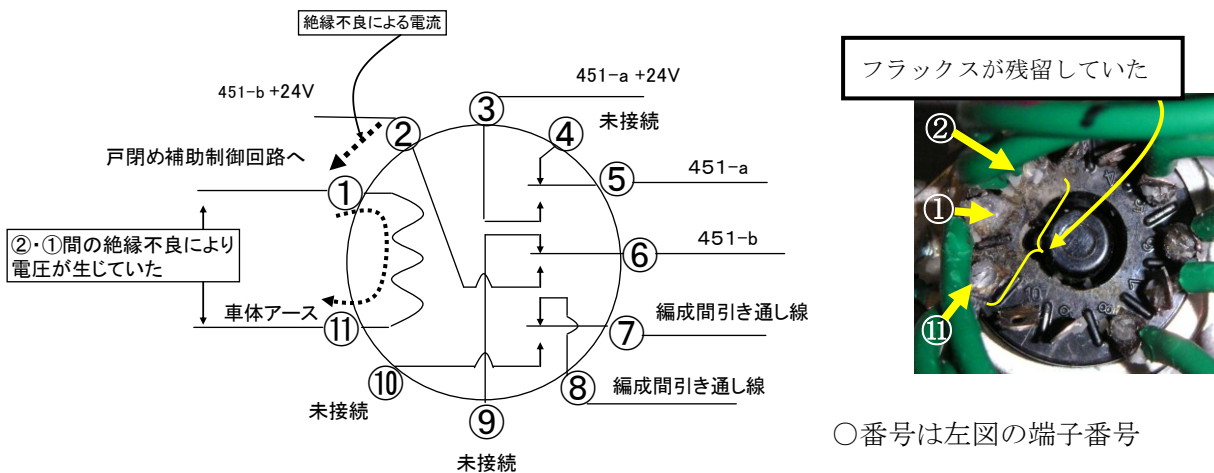 絶縁不良による電流
451-b +24V
451-a +24V
③
未接続
②
④
戸閉め補助制御回路へ
①
⑤
451-a
②・①間の絶縁不良により
電圧が生じていた
⑥
451-b
車体アース
⑪
⑦
編成間引き通し線
⑩
⑧
編成間引き通し線
未接続
⑨
未接続
フラックスが残留していた
②
①
⑪
○番号は左図の端子番号